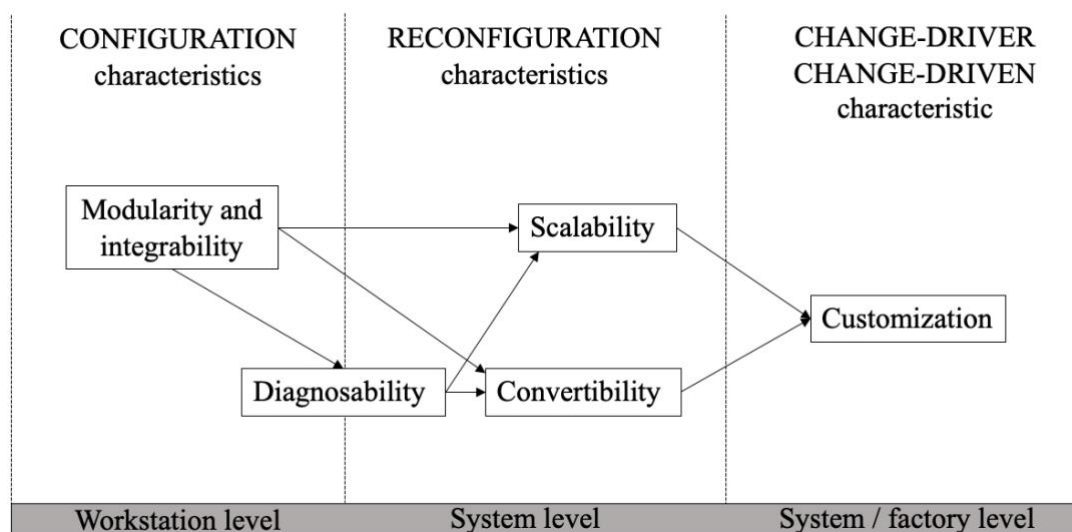 CONFIGURATION
characteristics
RECONFIGURATION
characteristics
CHANGE-DRIVER
CHANGE-DRIVEN
characteristic
Modularity and
integrability
Scalability
Customization
Diagnosability
Convertibility
Workstation level
System level
System / factory level